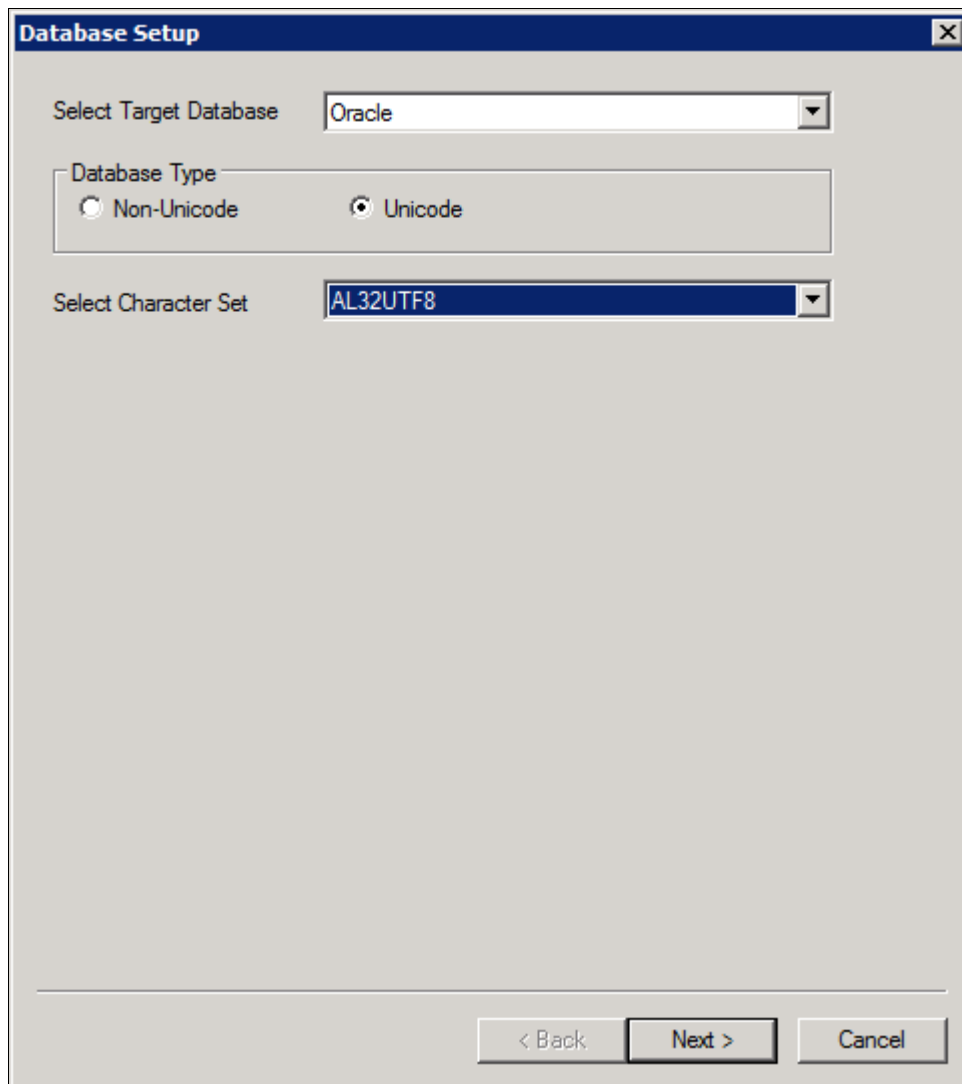 Database Setup
Select Target Database Oracle
Database Type
Non-Unicode Unicode
Select Character Set AL32UTF8
< Back Next > Cancel